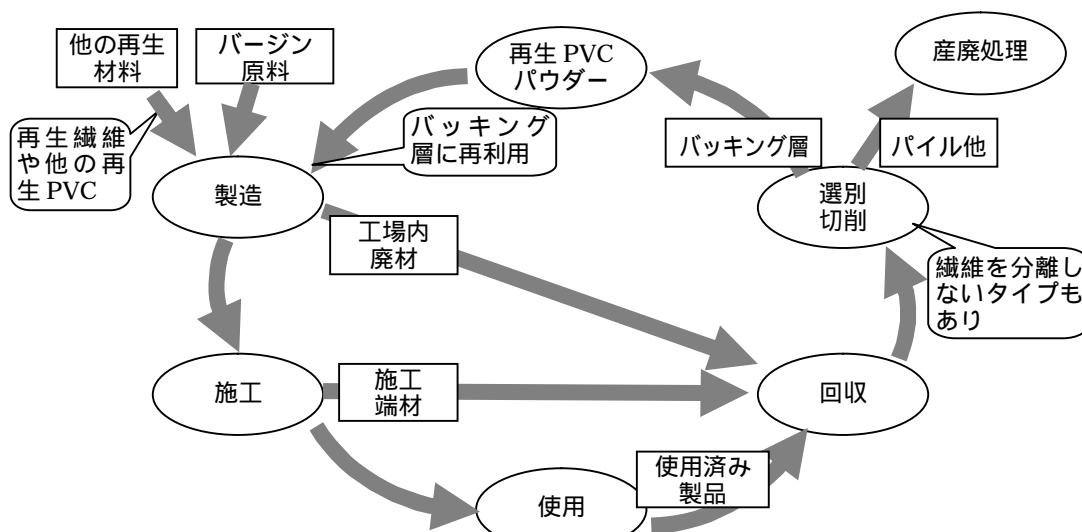 他の再生
材料
バージン
原料
再生 PVC
パウダー
産廃処理
再生繊維
や他の再
生 PVC
バッキング
層に再利用
バッキング層
パイル他
製造
選別
切削
工場内
廃材
繊維を分離し
ないタイプも
あり
施工
施工
端材
回収
使用
使用済み
製品